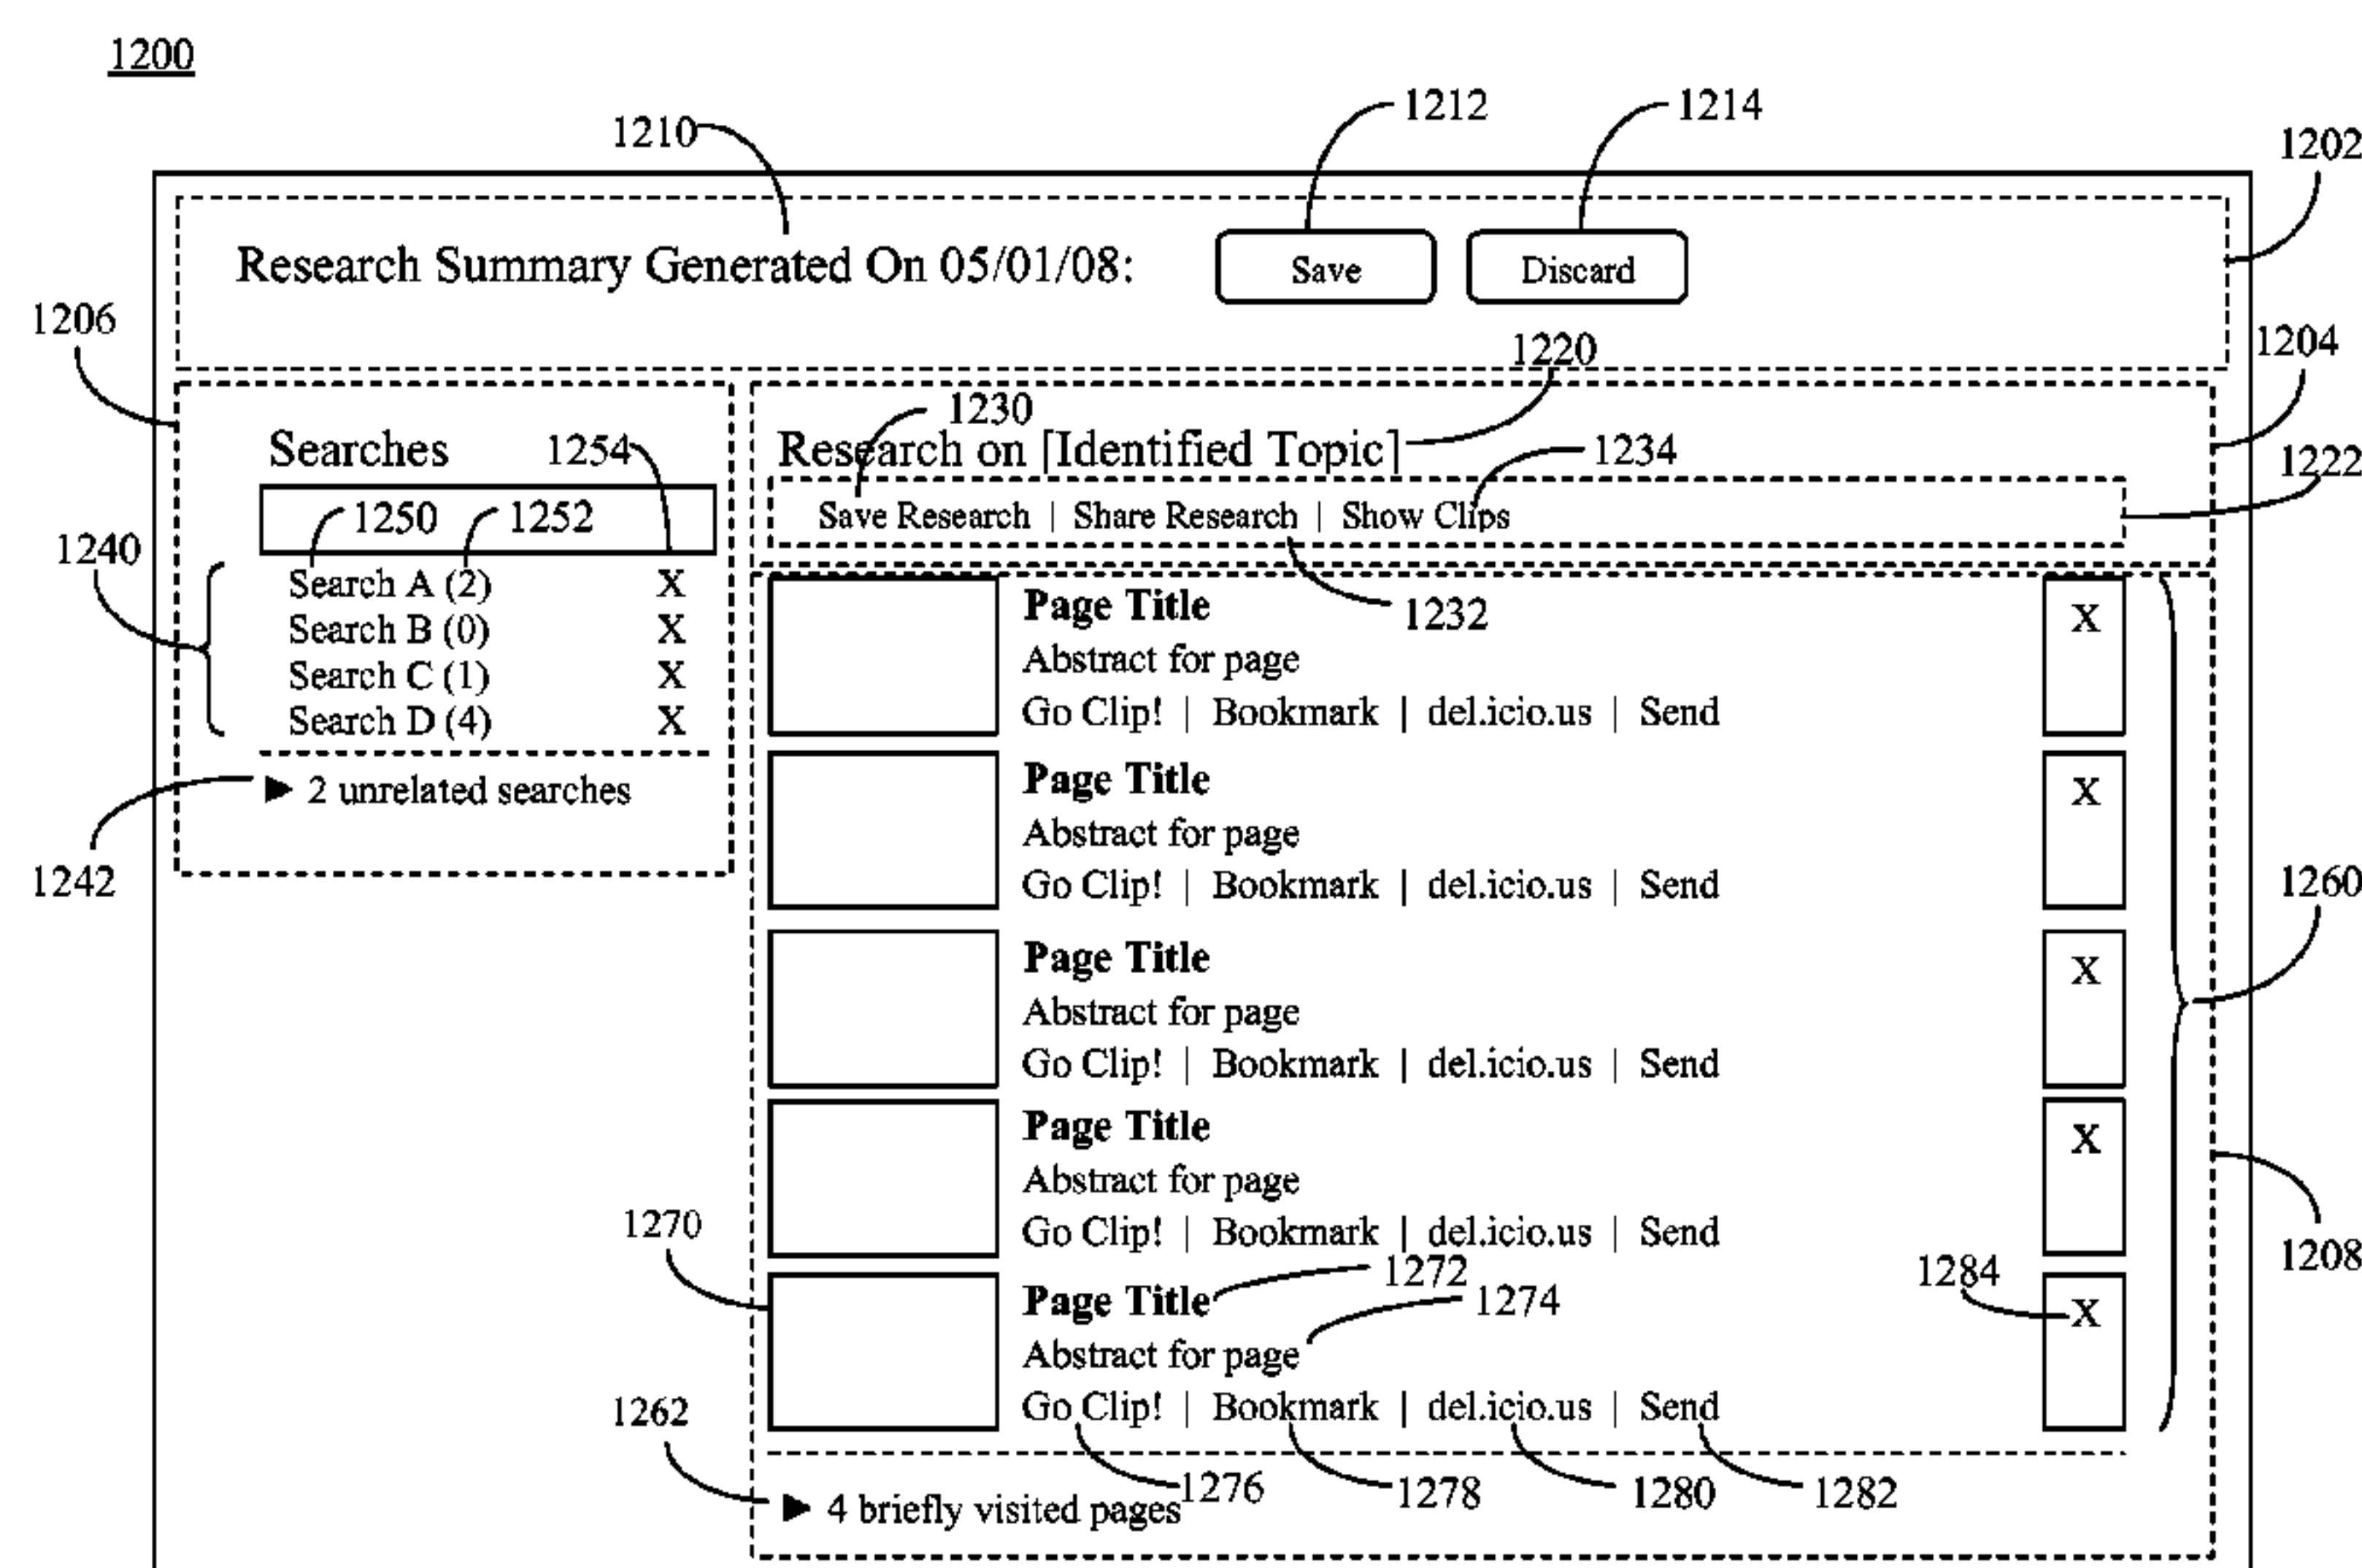 1200
1210
1212
1214
1202
Research Summary Generated On 05/01/08:
Save
Discard
1206
1204
1220
1230
Searches
1254
Research on [Identified Topic]
1234
1222
1250
1252
Save Research | Share Research | Show Clips
1240
Search A (2) X
Search B (0) X
Search C (1) X
Search D (4) X
2 unrelated searches
1242
1232
Page Title
X
Abstract for page
Go Clip! | Bookmark | del.icio.us | Send
Page Title
X
Abstract for page
Go Clip! | Bookmark | del.icio.us | Send
1260
Page Title
X
Abstract for page
Go Clip! | Bookmark | del.icio.us | Send
Page Title
X
Abstract for page
Go Clip! | Bookmark | del.icio.us | Send
1270
1208
1272
1284
Page Title
1274
X
Abstract for page
Go Clip! | Bookmark | del.icio.us | Send
1262
1276
1278
1280
1282
4 briefly visited pages